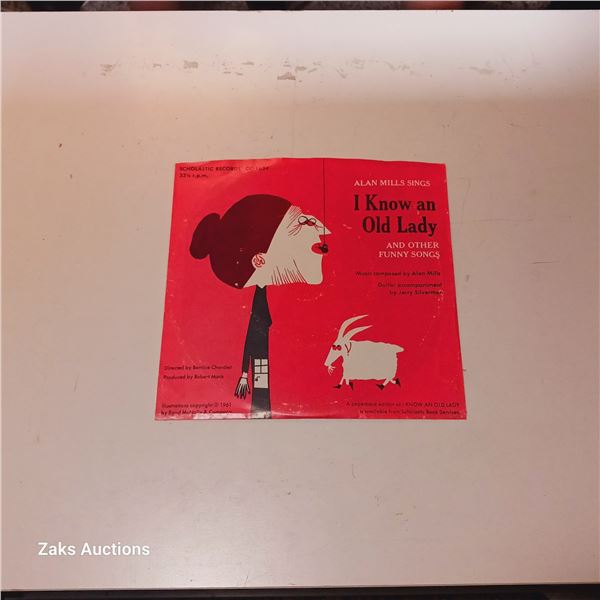 SCHOLASTIC RECORDS CC 0624
33⅓ r.p.m.
ALAN MILLS SINGS
I Know an
Old Lady
AND OTHER
FUNNY SONGS
Music composed by Alan Mills
Guitar accompaniment
by Jerry Silverman
Directed by Bernice Chandler
Produced by Robert Mack
Illustrations copyright © 1961
by Rand McNally & Company
A paperback edition of I KNOW AN OLD LADY
is available from Scholastic Book Services.
Zaks Auctions